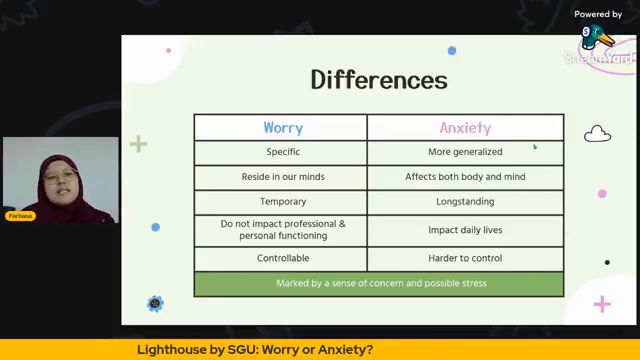 Powered by
StreamYard
Differences
Worry
Anxiety
Specific
More generalized
Reside in our minds
Affects both body and mind
Temporary
Longstanding
Do not impact professional &
personal functioning
Impact daily lives
Controllable
Harder to control
Marked by a sense of concern and possible stress
Farhana
Lighthouse by SGU: Worry or Anxiety?